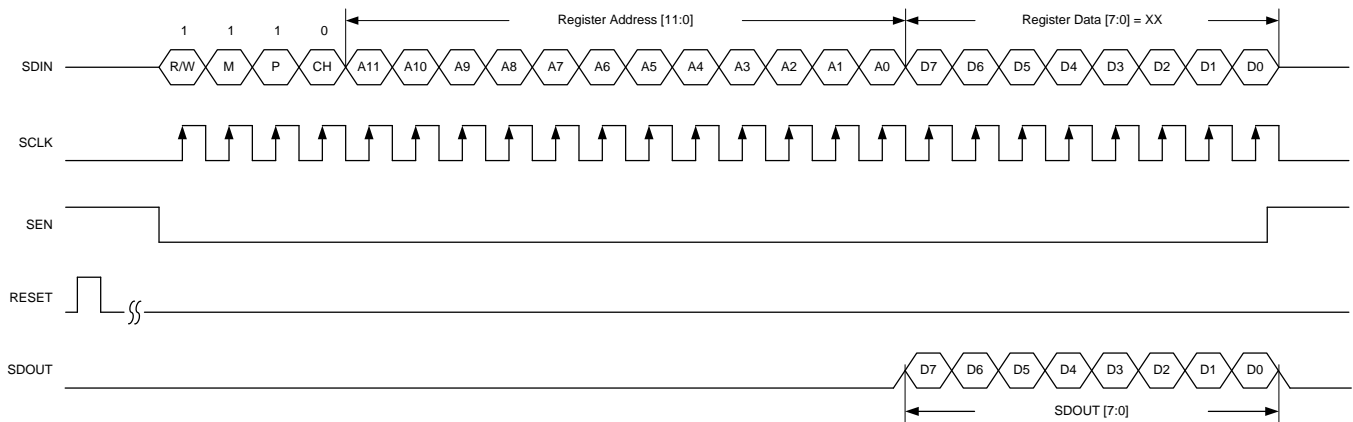 Register Address [11:0] Register Data [7:0] = XX
1 1 1 0
SDIN R/W M P CH A11 A10 A9 A8 A7 A6 A5 A4 A3 A2 A1 A0 D7 D6 D5 D4 D3 D2 D1 D0
SCLK
SEN
RESET
SDOUT D7 D6 D5 D4 D3 D2 D1 D0
SDOUT [7:0]